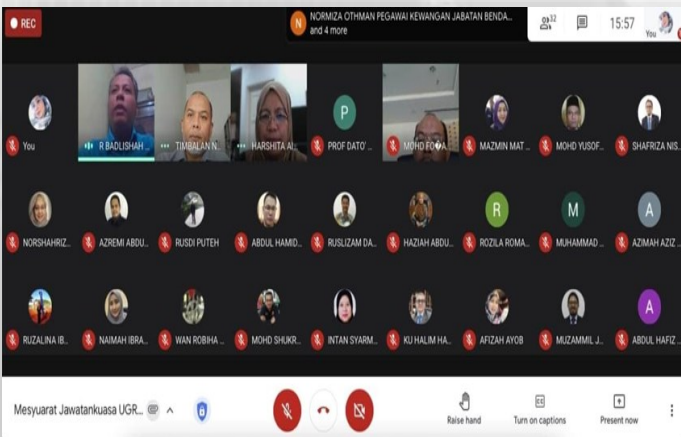 REC
N NORMIZA OTHMAN PEGAWAI KEWANGAN JABATAN BENDA...
and 4 more
32
15:57
You
You
R BADLISHAH ...
TIMBALAN N...
HARSHITA AI...
P
PROF DATO' ...
MOHD FO�A...
MAZMIN MAT ...
MOHD YUSOF...
SHAFRIZA NIS...
NORSHAHRIZ...
AZREMI ABDU...
RUSDI PUTEH
ABDUL HAMID...
RUSLIZAM DA...
HAZIAH ABDU...
R
ROZILA ROMA...
M
MUHAMMAD ...
A
AZIMAH AZIZ ...
RUZALINA IB...
NAIMAH IBRA...
WAN ROBIHA ...
MOHD SHUKR...
INTAN SYARM...
KU HALIM HA...
AFIZAH AYOB
MUZAMMIL J...
A
ABDUL HAFIZ ...
Mesyuarat Jawatankuasa UGR...
Raise hand
CC
Turn on captions
Present now